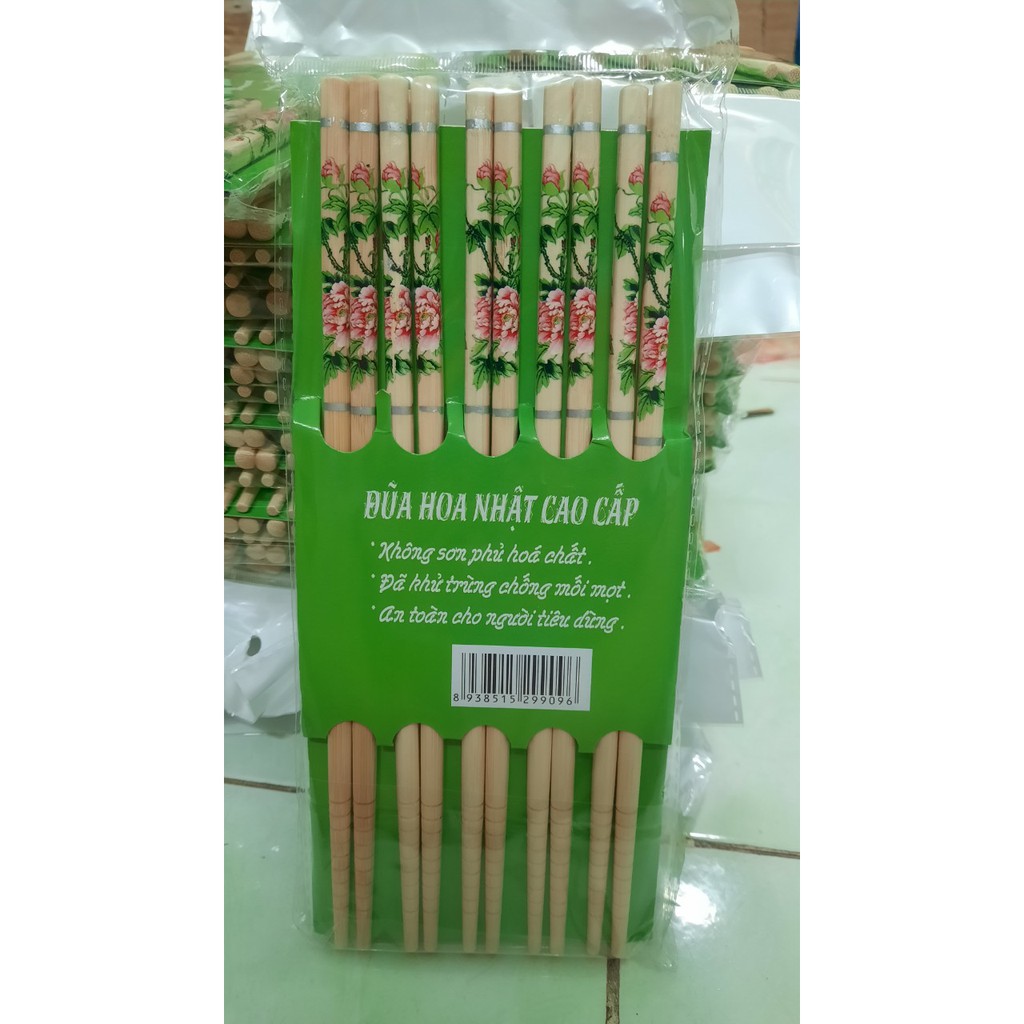 ĐŨA HOA NHẬT CAO CẤP
* Không sơn phủ hoá chất .
* Đã khử trùng chống mối mọt .
* An toàn cho người tiêu dùng .
8 938515 299096